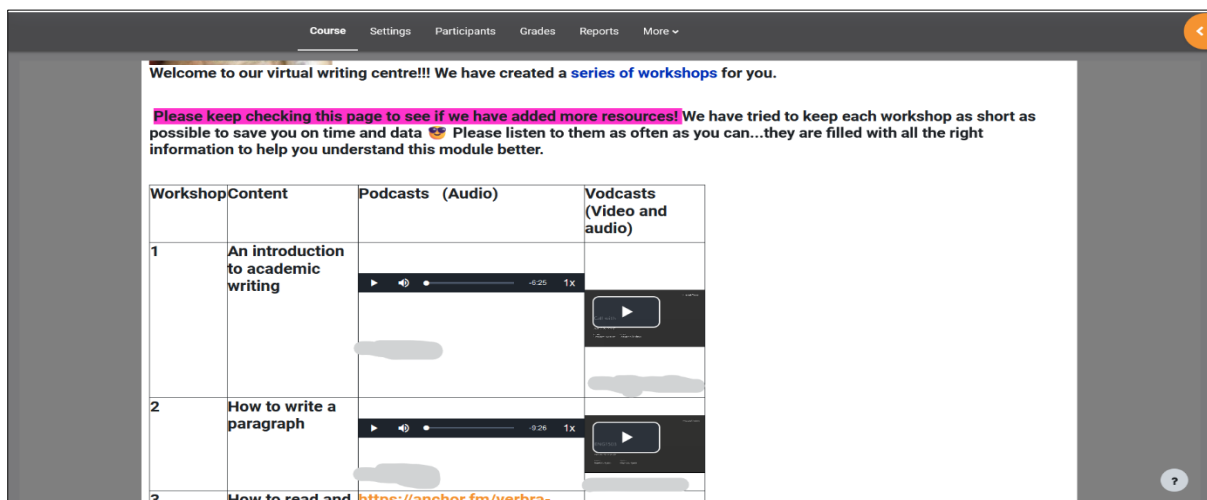 Course Settings Participants Grades Reports More
Welcome to our virtual writing centre!!! We have created a series of workshops for you.
Please keep checking this page to see if we have added more resources! We have tried to keep each workshop as short as
possible to save you on time and data 😎 Please listen to them as often as you can...they are filled with all the right
information to help you understand this module better.
Workshop Content Podcasts (Audio) Vodcasts
(Video and
audio)
1 An introduction
to academic
writing
-6:25 1x
2 How to write a
paragraph
-9:26 1x
3 How to read and https://anchor.fm/verbra-
?